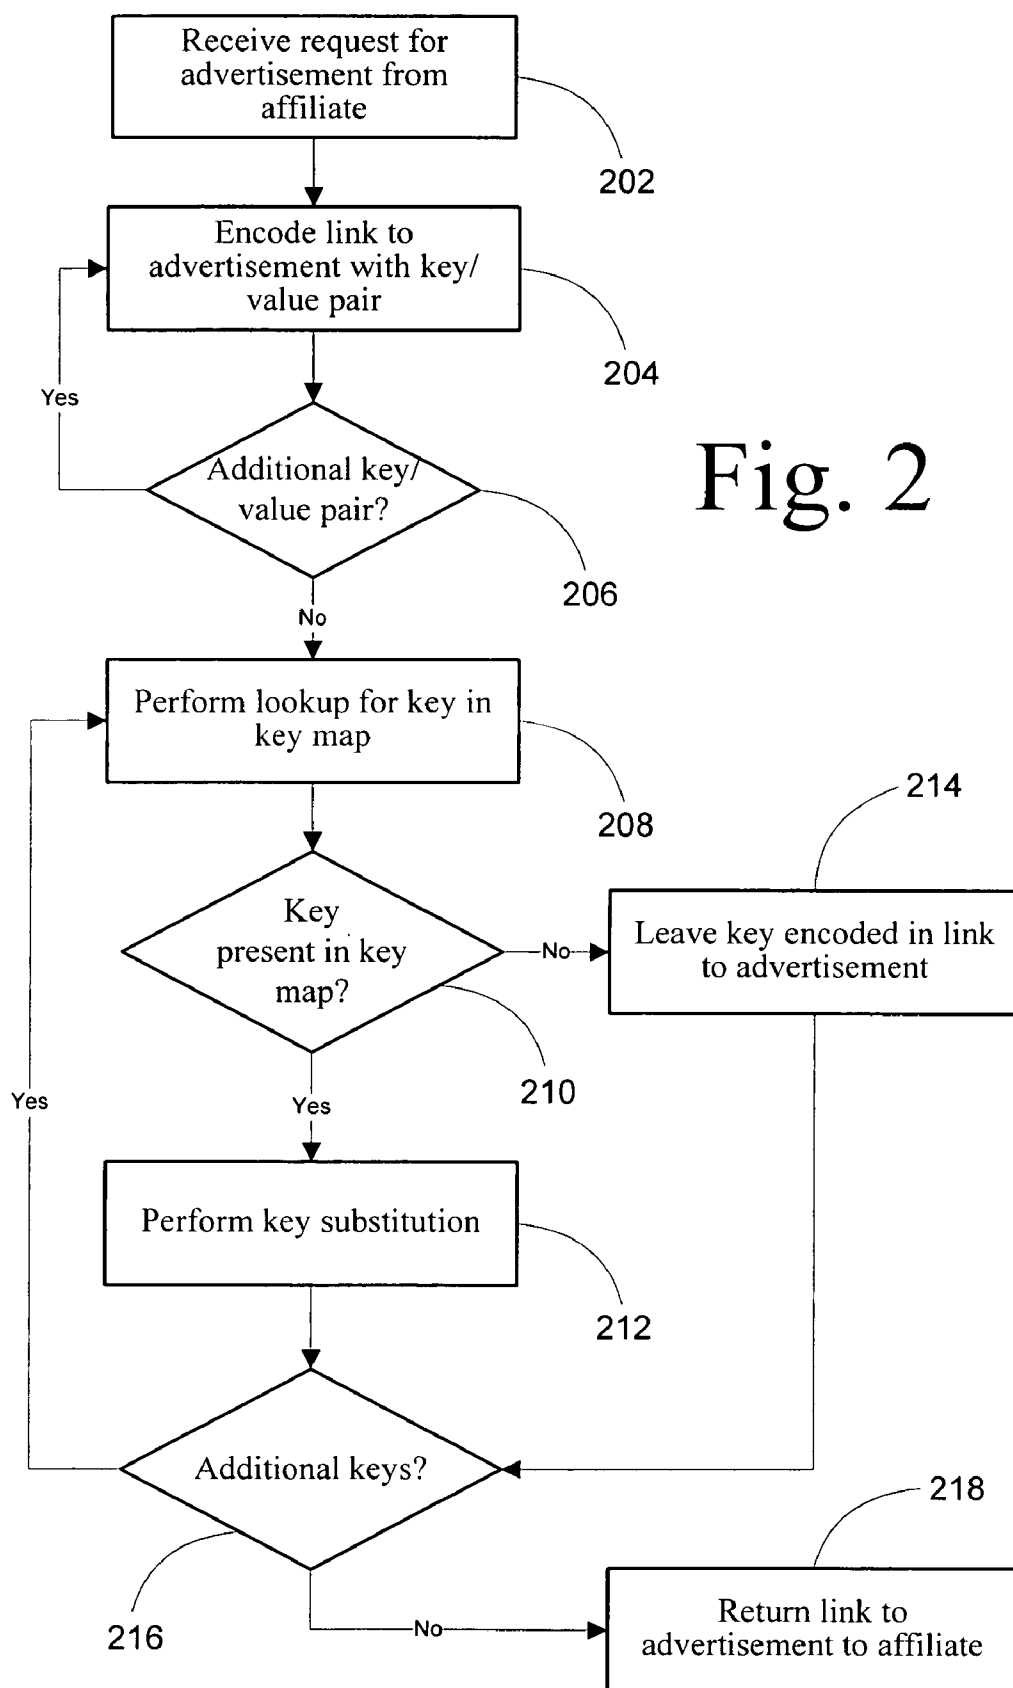 Receive request for
advertisement from
affiliate
202
Encode link to
advertisement with key/
value pair
204
Yes
Additional key/
value pair?
206
Fig. 2
No
Perform lookup for key in
key map
208
214
Key
present in key
map?
No
Leave key encoded in link
to advertisement
210
Yes
Yes
Perform key substitution
212
Additional keys?
218
216
No
Return link to
advertisement to affiliate